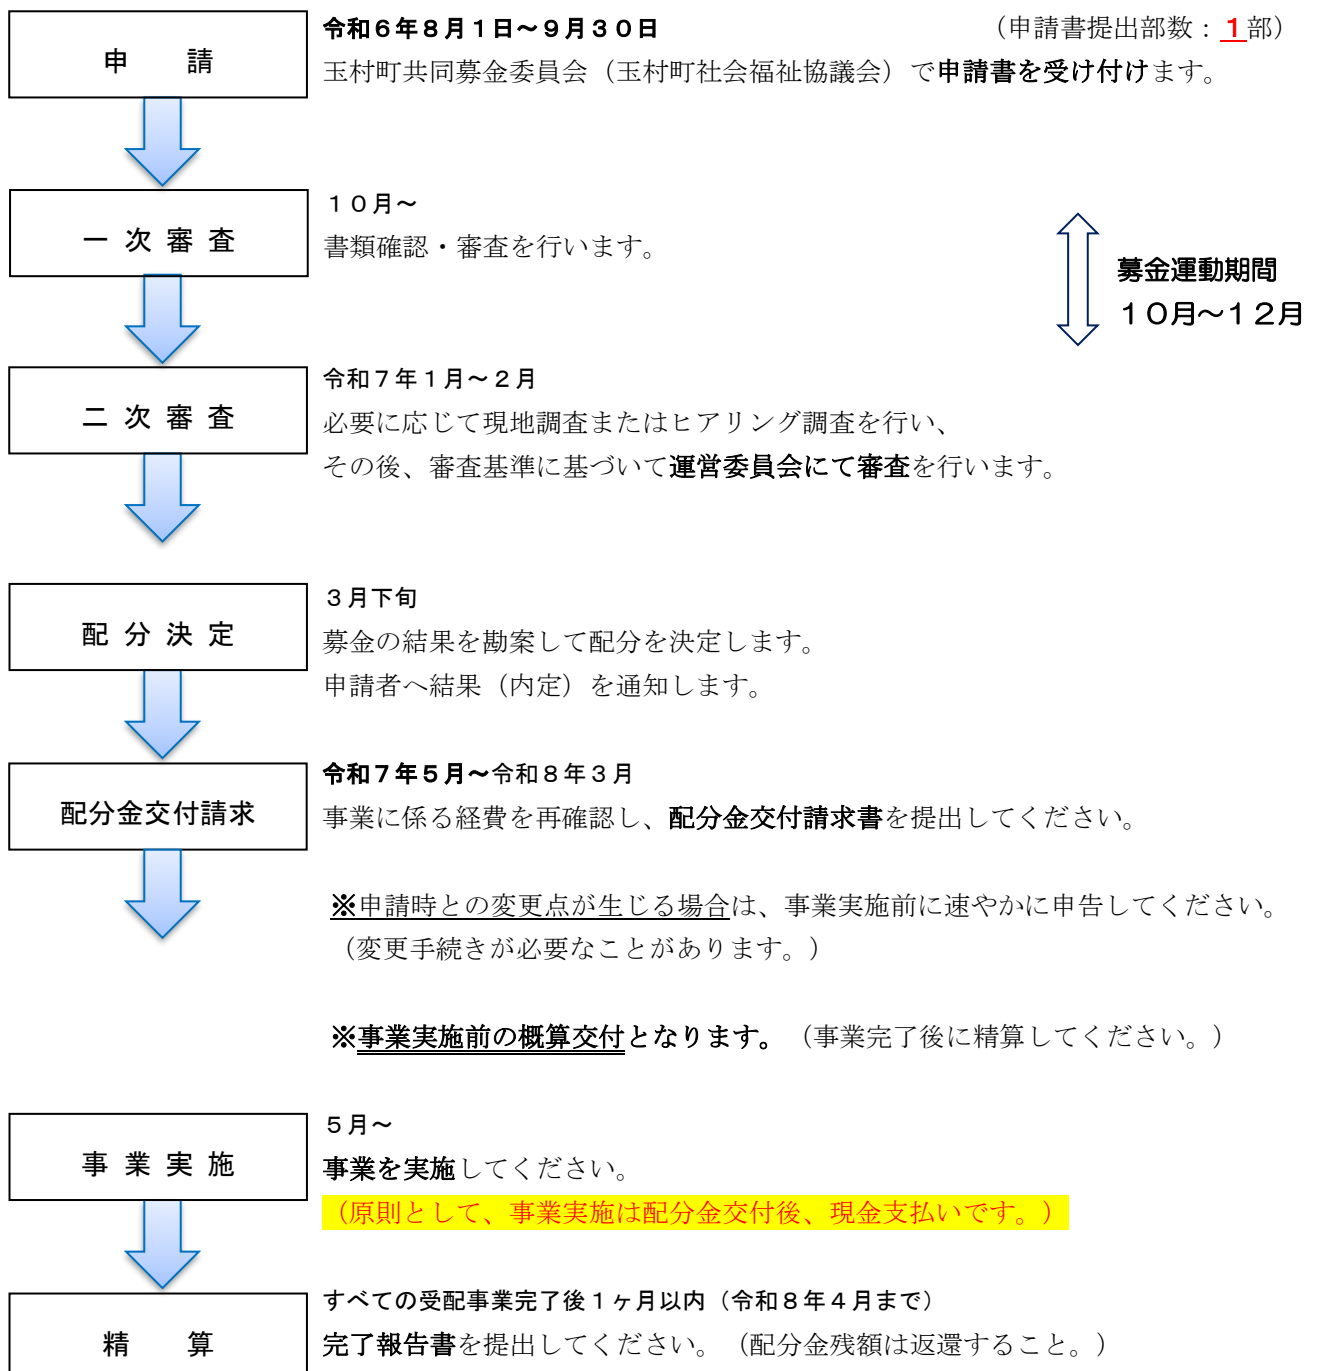 申　　請
令和６年８月１日～９月３０日　（申請書提出部数：１部）
玉村町共同募金委員会（玉村町社会福祉協議会）で申請書を受け付けます。
一 次 審 査
１０月～
書類確認・審査を行います。
募金運動期間
１０月～１２月
二 次 審 査
令和７年１月～２月
必要に応じて現地調査またはヒアリング調査を行い、
その後、審査基準に基づいて運営委員会にて審査を行います。
配 分 決 定
３月下旬
募金の結果を勘案して配分を決定します。
申請者へ結果（内定）を通知します。
配分金交付請求
令和７年５月～令和８年３月
事業に係る経費を再確認し、配分金交付請求書を提出してください。
※申請時との変更点が生じる場合は、事業実施前に速やかに申告してください。
（変更手続きが必要なことがあります。）
※事業実施前の概算交付となります。（事業完了後に精算してください。）
事 業 実 施
５月～
事業を実施してください。
（原則として、事業実施は配分金交付後、現金支払いです。）
精　　算
すべての受配事業完了後１ヶ月以内（令和８年４月まで）
完了報告書を提出してください。（配分金残額は返還すること。）